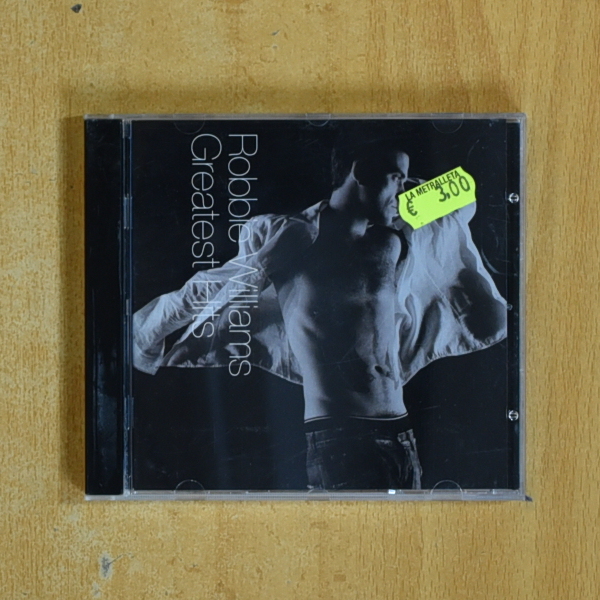 Robbie Williams
Greatest Hits
LA METRALLETA
€ 3,00